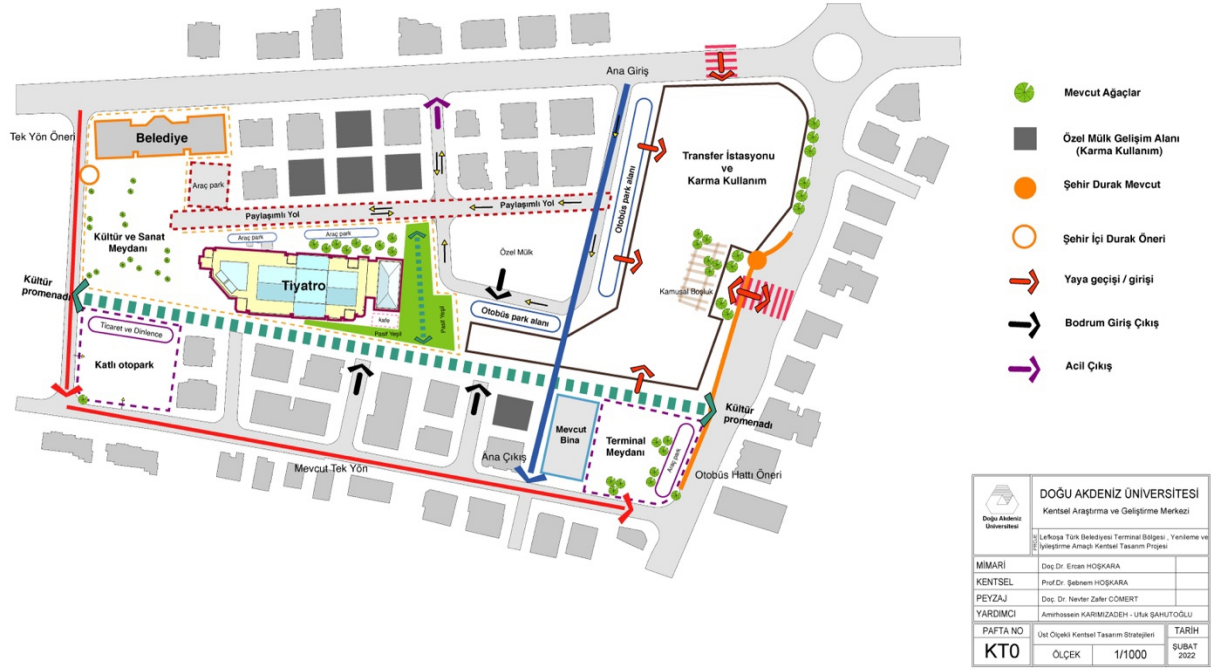 Ana Giriş
Tek Yön Öneri
Belediye
Araç park
Transfer İstasyonu
ve
Karma Kullanım
Otobüs park alanı
Paylaşımlı Yol
Paylaşımlı Yol
Kültür ve Sanat
Meydanı
Araç park
Araç park
Özel Mülk
Tiyatro
kafe
Pasif Yeşil
Pasif Yeşil
Kamusal Boşluk
Otobüs park alanı
Kültür
promenadı
Ticaret ve Dinlence
Katlı otopark
Kültür
promenadı
Mevcut
Bina
Terminal
Meydanı
Araç park
Ana Çıkış
Mevcut Tek Yön
Otobüs Hattı Öneri
Mevcut Ağaçlar
Özel Mülk Gelişim Alanı
(Karma Kullanım)
Şehir Durak Mevcut
Şehir İçi Durak Öneri
Yaya geçişi / girişi
Bodrum Giriş Çıkış
Acil Çıkış
Doğu Akdeniz
Üniversitesi
DOĞU AKDENİZ ÜNİVERSİTESİ
Kentsel Araştırma ve Geliştirme Merkezi
PROJE
Lefkoşa Türk Belediyesi Terminal Bölgesi , Yenileme ve
İyileştirme Amaçlı Kentsel Tasarım Projesi
MİMARİ
Doç.Dr. Ercan HOŞKARA
KENTSEL
Prof.Dr. Şebnem HOŞKARA
PEYZAJ
Doç. Dr. Nevter Zafer CÖMERT
YARDIMCI
Amirhossein KARIMIZADEH - Ufuk ŞAHUTOĞLU
PAFTA NO
KT0
Üst Ölçekli Kentsel Tasarım Stratejileri
ÖLÇEK
1/1000
TARİH
ŞUBAT
2022